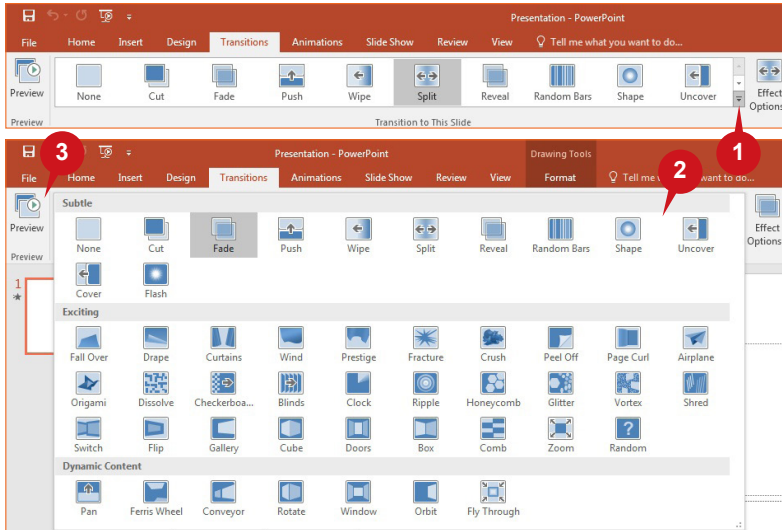 Presentation - PowerPoint
File Home Insert Design Transitions Animations Slide Show Review View Tell me what you want to do...
Preview None Cut Fade Push Wipe Split Reveal Random Bars Shape Uncover Effect
Options
Preview Transition to This Slide
1
3 Presentation - PowerPoint Drawing Tools
2
File Home Insert Design Transitions Animations Slide Show Review View Format Tell me want to do...
Subtle
Preview None Cut Fade Push Wipe Split Reveal Random Bars Shape Uncover Effect
Options
Preview
Cover Flash
1
Exciting
Fall Over Drape Curtains Wind Prestige Fracture Crush Peel Off Page Curl Airplane
Origami Dissolve Checkerboa... Blinds Clock Ripple Honeycomb Glitter Vortex Shred
Switch Flip Gallery Cube Doors Box Comb Zoom Random
Dynamic Content
Pan Ferris Wheel Conveyor Rotate Window Orbit Fly Through